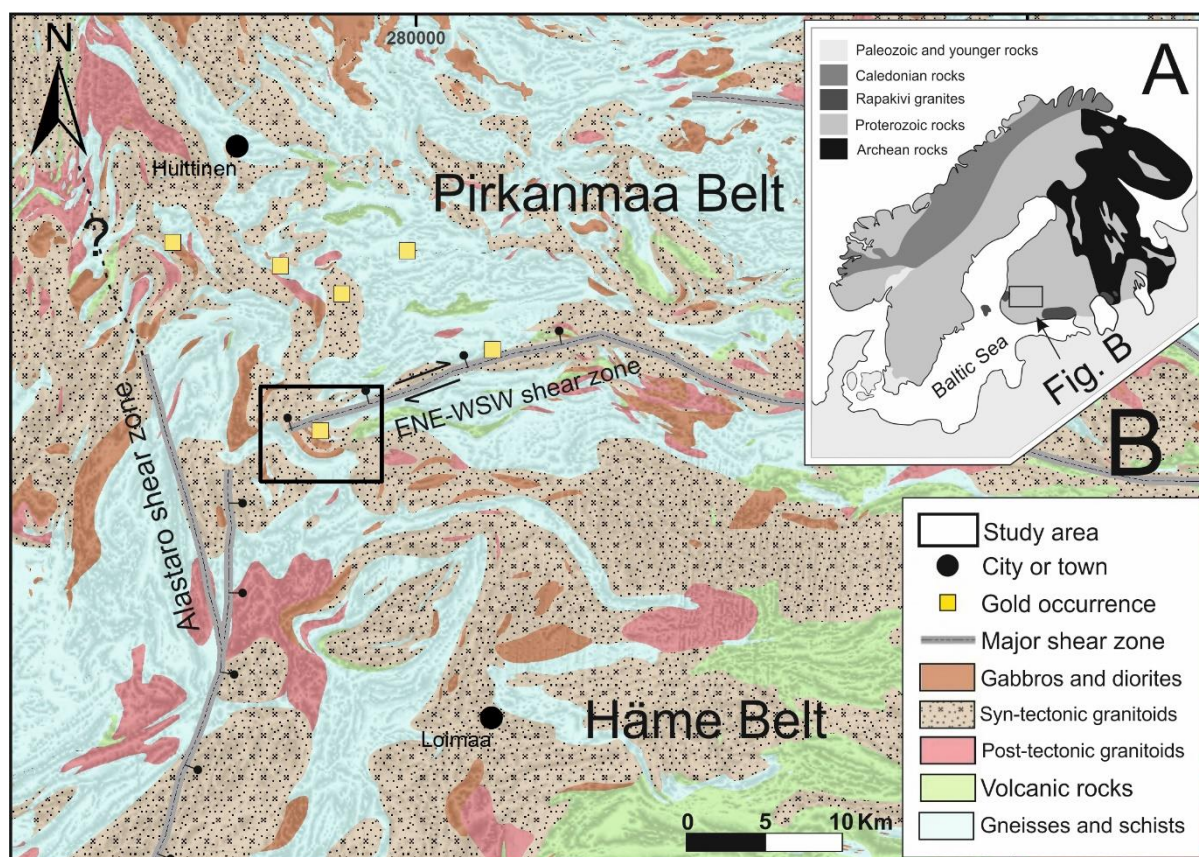 N
280000
Huittinen
Pirkanmaa Belt
?
Alastaro shear zone
ENE-WSW shear zone
Häme Belt
Loimaa
0 5 10 Km
A
Paleozoic and younger rocks
Caledonian rocks
Rapakivi granites
Proterozoic rocks
Archean rocks
Baltic Sea
Fig. B
B
Study area
City or town
Gold occurrence
Major shear zone
Gabbros and diorites
Syn-tectonic granitoids
Post-tectonic granitoids
Volcanic rocks
Gneisses and schists